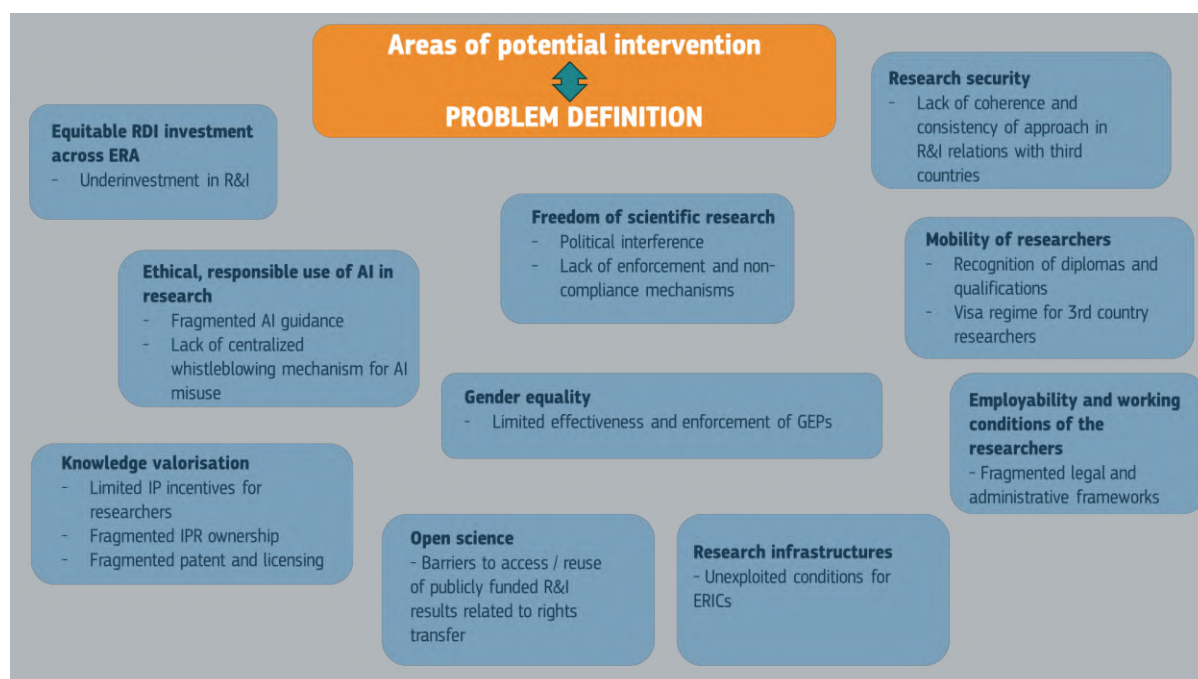 Areas of potential intervention
PROBLEM DEFINITION
Equitable RDI investment
across ERA
- Underinvestment in R&I
Research security
- Lack of coherence and
consistency of approach in
R&I relations with third
countries
Freedom of scientific research
- Political interference
- Lack of enforcement and non-
compliance mechanisms
Mobility of researchers
- Recognition of diplomas and
qualifications
- Visa regime for 3rd country
researchers
Ethical, responsible use of AI in
research
- Fragmented AI guidance
- Lack of centralized
whistleblowing mechanism for AI
misuse
Gender equality
- Limited effectiveness and enforcement of GEPs
Employability and working
conditions of the
researchers
- Fragmented legal and
administrative frameworks
Knowledge valorisation
- Limited IP incentives for
researchers
- Fragmented IPR ownership
- Fragmented patent and licensing
Open science
- Barriers to access / reuse
of publicly funded R&I
results related to rights
transfer
Research infrastructures
- Unexploited conditions for
ERICs